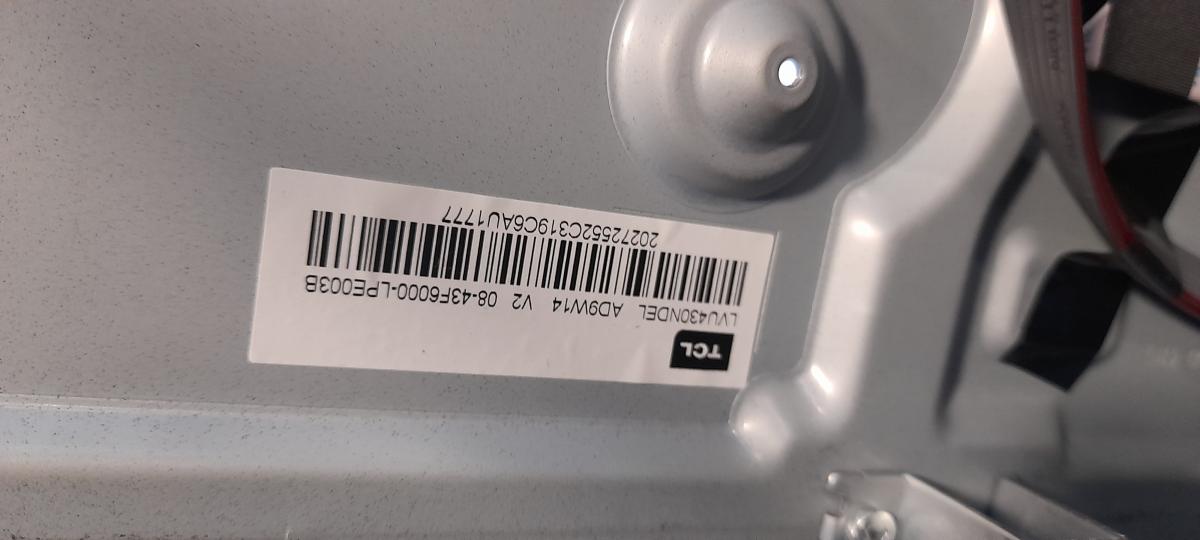 TCL
LVU430NDEL AD9W14 V2 08-43F6000-LPE003B
20272552C319C6AU1777